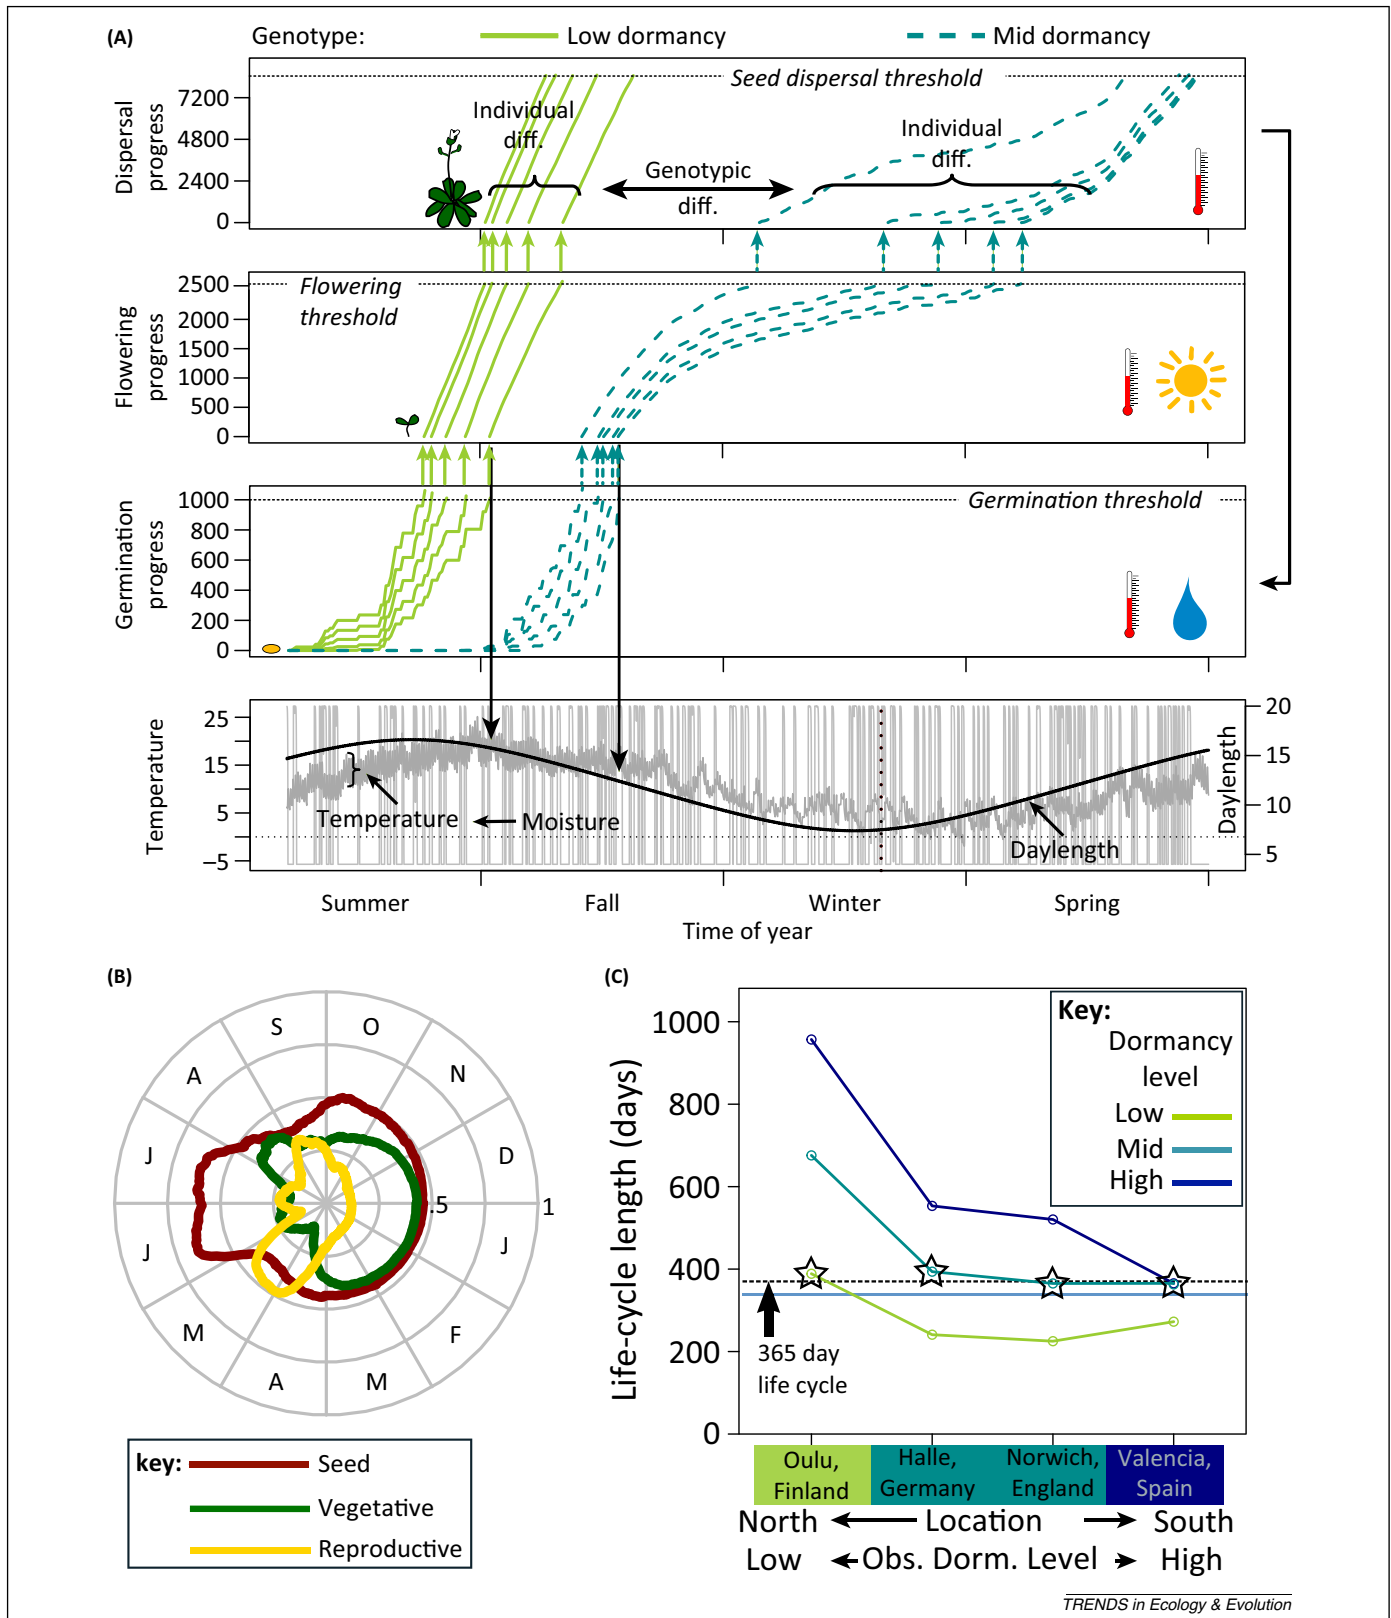 (A)
Genotype: Low dormancy Mid dormancy
Seed dispersal threshold
Dispersal
progress
7200
4800
2400
0
Individual
diff.
Genotypic
diff.
Individual
diff.
Flowering
progress
2500
2000
1500
1000
500
0
Flowering
threshold
Germination
progress
1000
800
600
400
200
0
Germination threshold
Temperature
25
15
5
–5
Temperature Moisture
Daylength
20
15
10
5
Daylength
Summer Fall Winter Spring
Time of year
(B)
S O
A N
J D
J J
M F
A M
.5 1
key: Seed
Vegetative
Reproductive
(C)
Life-cycle length (days)
1000
800
600
400
200
0
Key:
Dormancy
level
Low
Mid
High
365 day
life cycle
Oulu,
Finland
Halle,
Germany
Norwich,
England
Valencia,
Spain
North Location South
Low Obs. Dorm. Level High
TRENDS in Ecology & Evolution